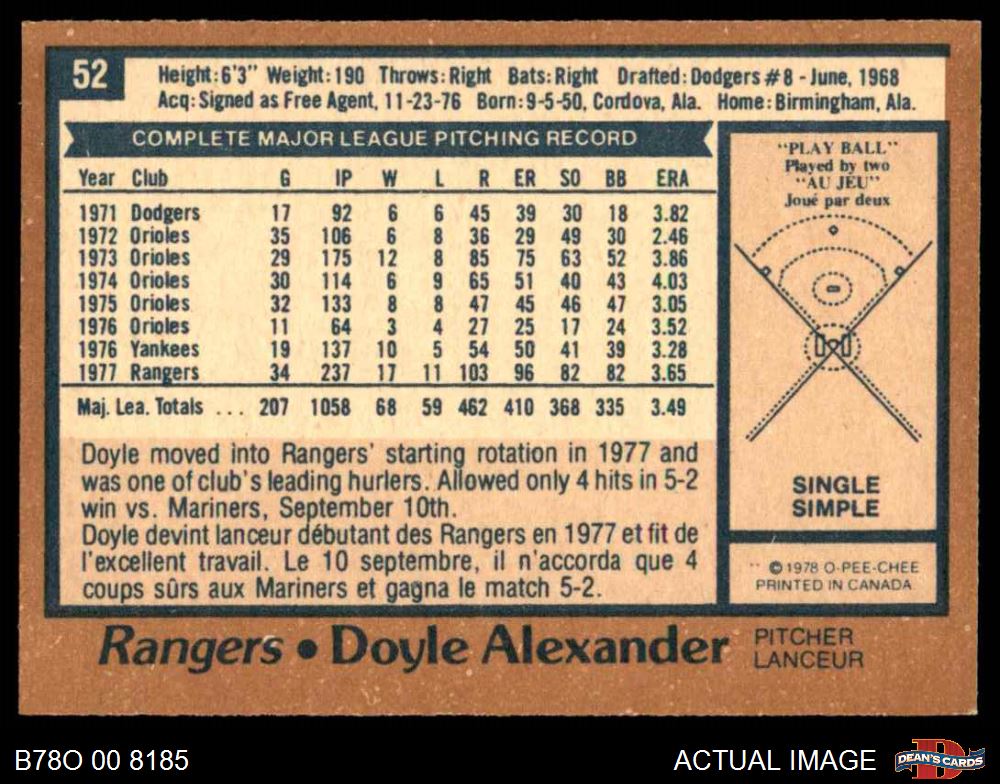 52
Height:6'3" Weight:190 Throws:Right Bats:Right Drafted:Dodgers #8 - June, 1968
Acq:Signed as Free Agent, 11-23-76 Born:9-5-50, Cordova, Ala. Home:Birmingham, Ala.
COMPLETE MAJOR LEAGUE PITCHING RECORD
Year Club G IP W L R ER SO BB ERA
1971 Dodgers 17 92 6 6 45 39 30 18 3.82
1972 Orioles 35 106 6 8 36 29 49 30 2.46
1973 Orioles 29 175 12 8 85 75 63 52 3.86
1974 Orioles 30 114 6 9 65 51 40 43 4.03
1975 Orioles 32 133 8 8 47 45 46 47 3.05
1976 Orioles 11 64 3 4 27 25 17 24 3.52
1976 Yankees 19 137 10 5 54 50 41 39 3.28
1977 Rangers 34 237 17 11 103 96 82 82 3.65
Maj. Lea. Totals ... 207 1058 68 59 462 410 368 335 3.49
Doyle moved into Rangers' starting rotation in 1977 and
was one of club's leading hurlers. Allowed only 4 hits in 5-2
win vs. Mariners, September 10th.
Doyle devint lanceur débutant des Rangers en 1977 et fit de
l'excellent travail. Le 10 septembre, il n'accorda que 4
coups sûrs aux Mariners et gagna le match 5-2.
"PLAY BALL"
Played by two
"AU JEU"
Joué par deux
SINGLE
SIMPLE
© 1978 O-PEE-CHEE
PRINTED IN CANADA
Rangers • Doyle Alexander
PITCHER
LANCEUR
B78O 00 8185
ACTUAL IMAGE
DEAN'S CARDS